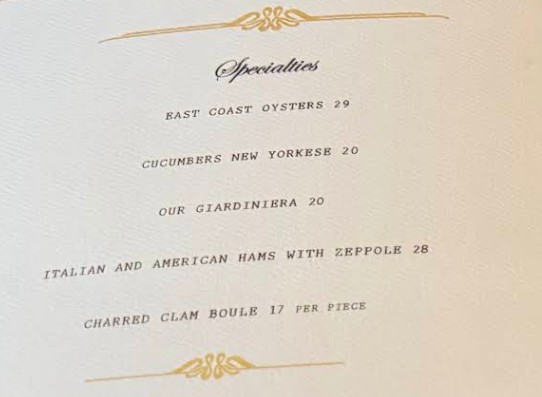 Specialties
EAST COAST OYSTERS 29
CUCUMBERS NEW YORKESE 20
OUR GIARDINIERA 20
ITALIAN AND AMERICAN HAMS WITH ZEPPOLE 28
CHARRED CLAM BOULE 17 PER PIECE